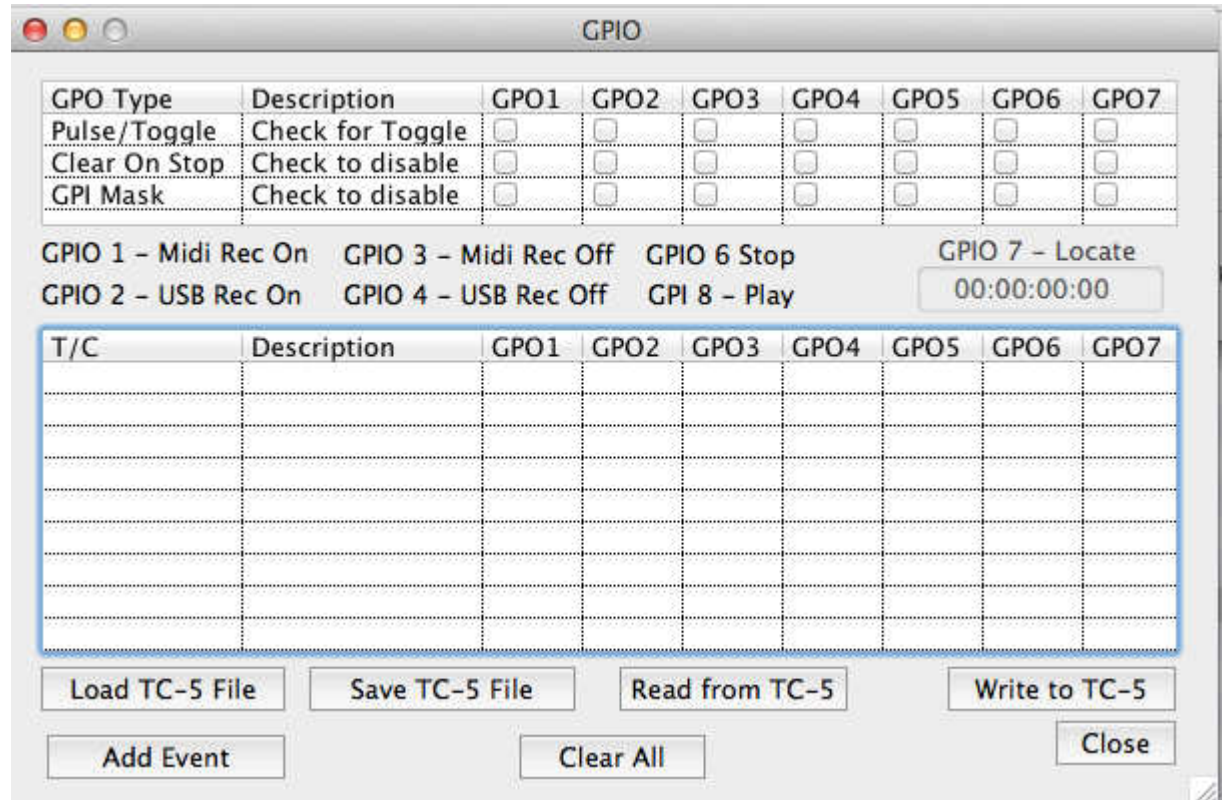 GPIO
GPO Type Description GPO1 GPO2 GPO3 GPO4 GPO5 GPO6 GPO7
Pulse/Toggle Check for Toggle
Clear On Stop Check to disable
GPI Mask Check to disable
GPIO 1 – Midi Rec On GPIO 3 – Midi Rec Off GPIO 6 Stop GPIO 7 – Locate
GPIO 2 – USB Rec On GPIO 4 – USB Rec Off GPI 8 – Play 00:00:00:00
T/C Description GPO1 GPO2 GPO3 GPO4 GPO5 GPO6 GPO7
Load TC-5 File Save TC-5 File Read from TC-5 Write to TC-5
Add Event Clear All Close